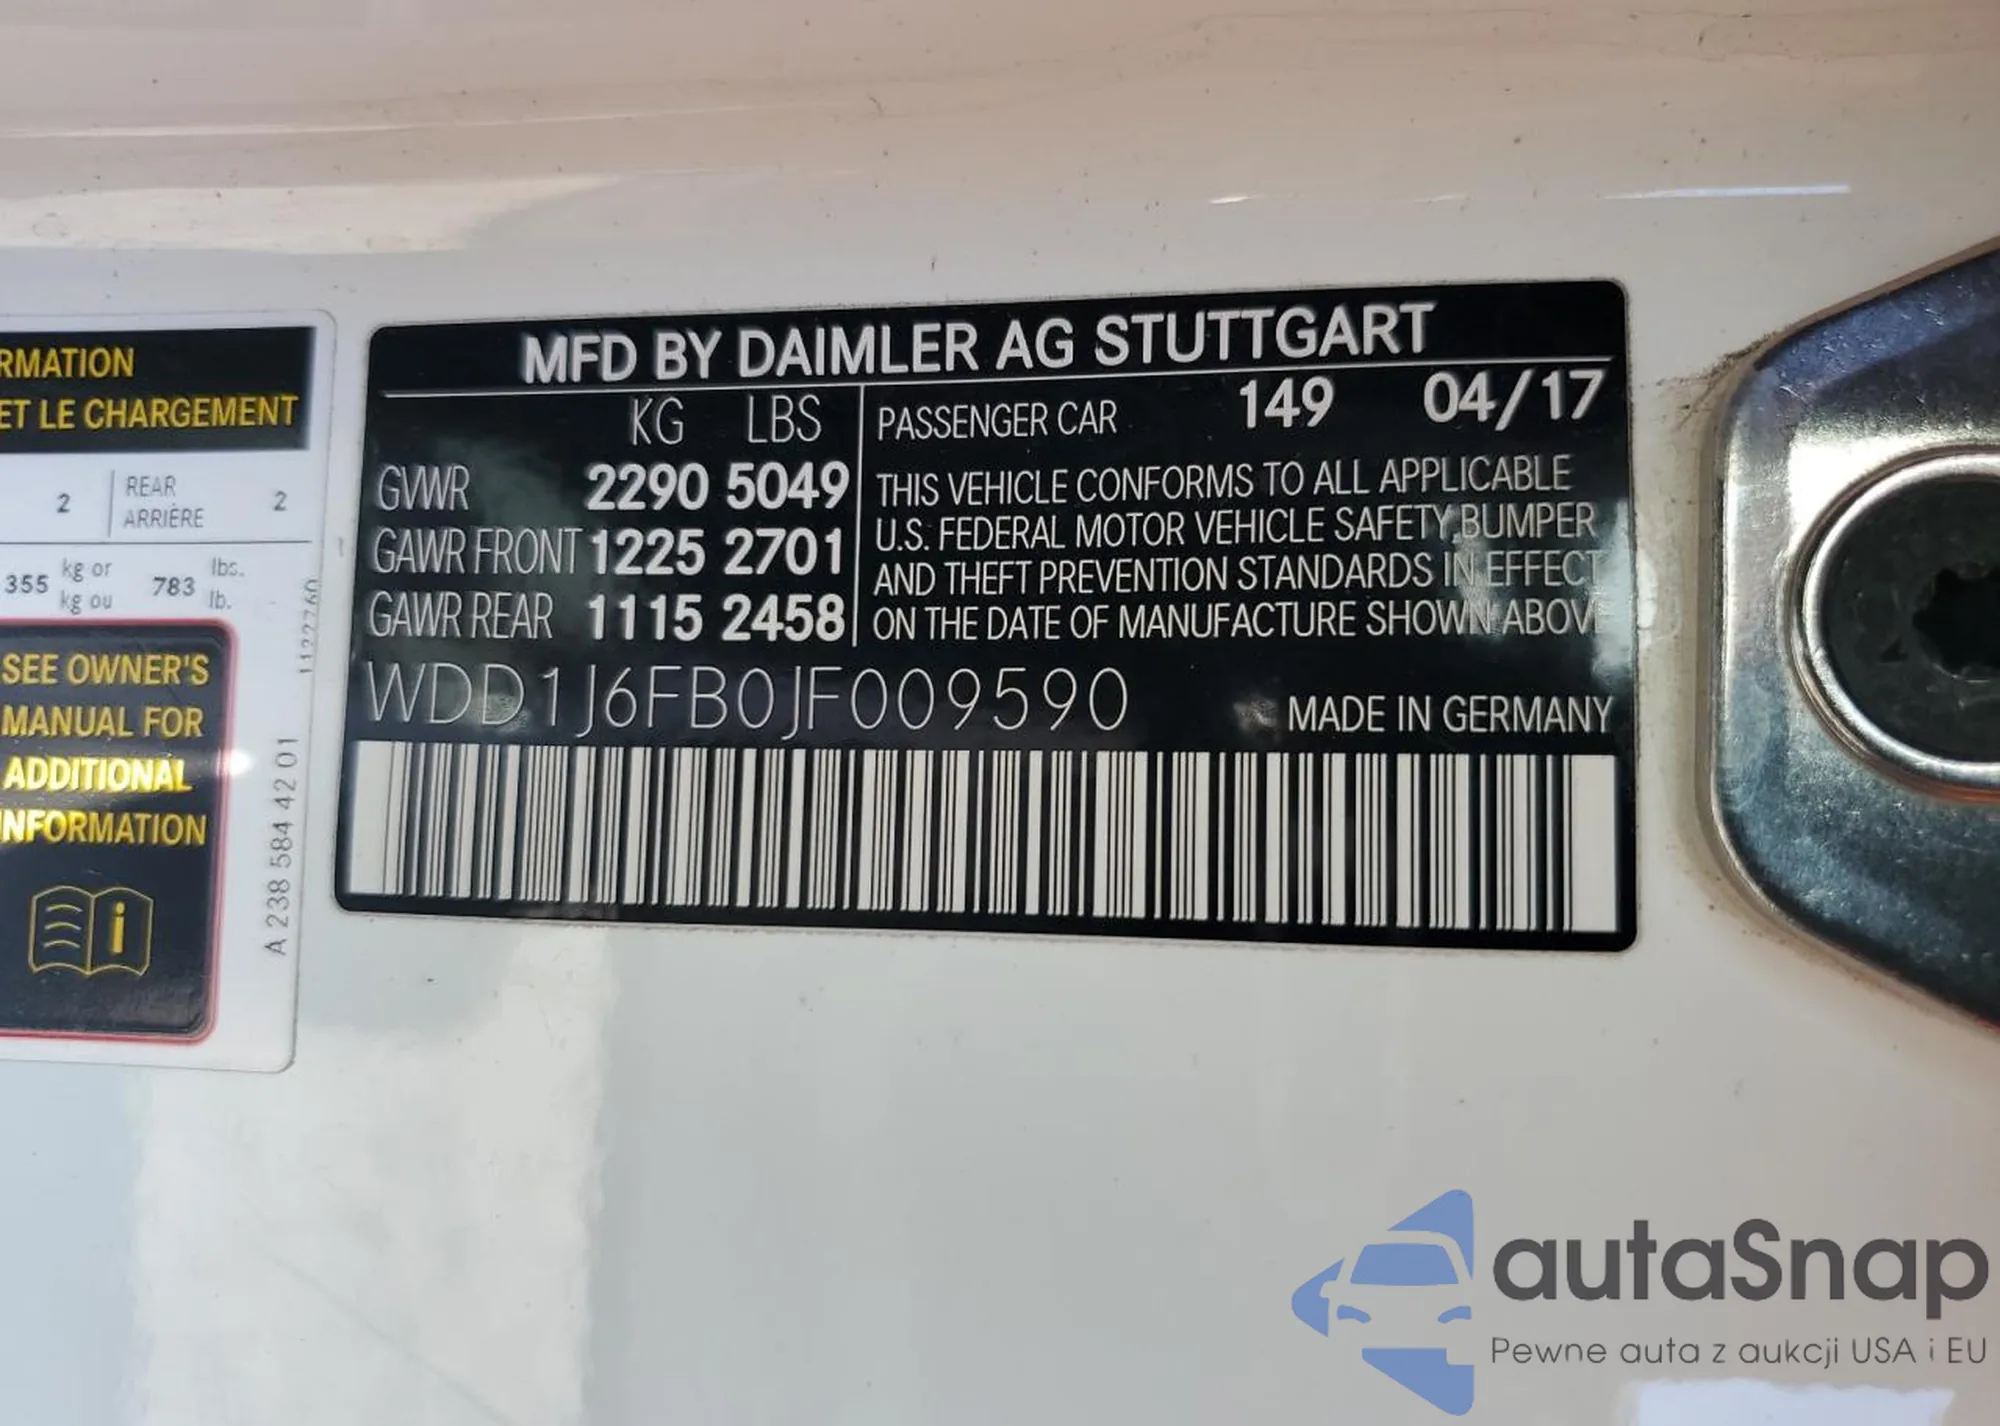 RMATION
ET LE CHARGEMENT
2 REAR ARRIÈRE 2
355 kg or kg ou 783 lbs. lb.
SEE OWNER'S
MANUAL FOR
ADDITIONAL
INFORMATION
i
A 238 584 42 01
MFD BY DAIMLER AG STUTTGART
KG LBS
GVWR 2290 5049
GAWR FRONT 1225 2701
GAWR REAR 1115 2458
PASSENGER CAR 149 04/17
THIS VEHICLE CONFORMS TO ALL APPLICABLE
U.S. FEDERAL MOTOR VEHICLE SAFETY,BUMPER
AND THEFT PREVENTION STANDARDS IN EFFECT
ON THE DATE OF MANUFACTURE SHOWN ABOVE
WDD1J6FB0JF009590
MADE IN GERMANY
autaSnap
Pewne auta z aukcji USA i EU